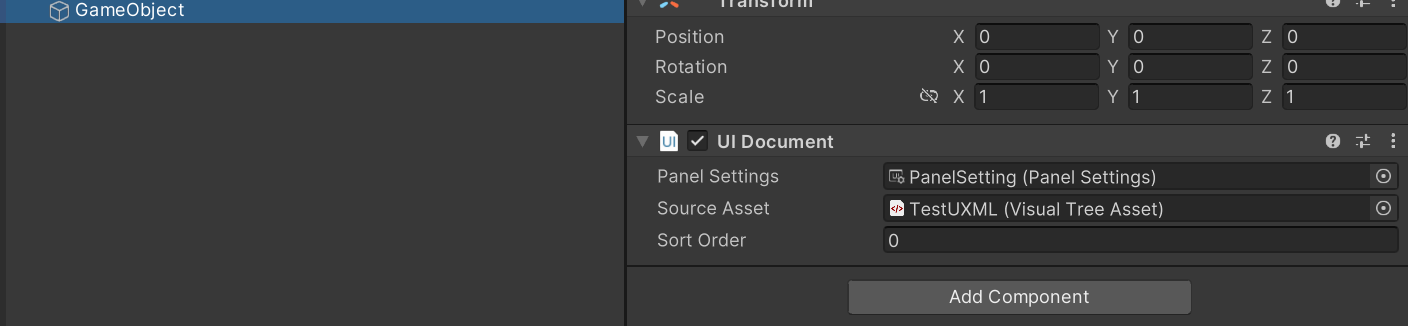 GameObject
Transform
Position X 0 Y 0 Z 0
Rotation X 0 Y 0 Z 0
Scale X 1 Y 1 Z 1
UI UI Document
Panel Settings PanelSetting (Panel Settings)
Source Asset TestUXML (Visual Tree Asset)
Sort Order 0
Add Component